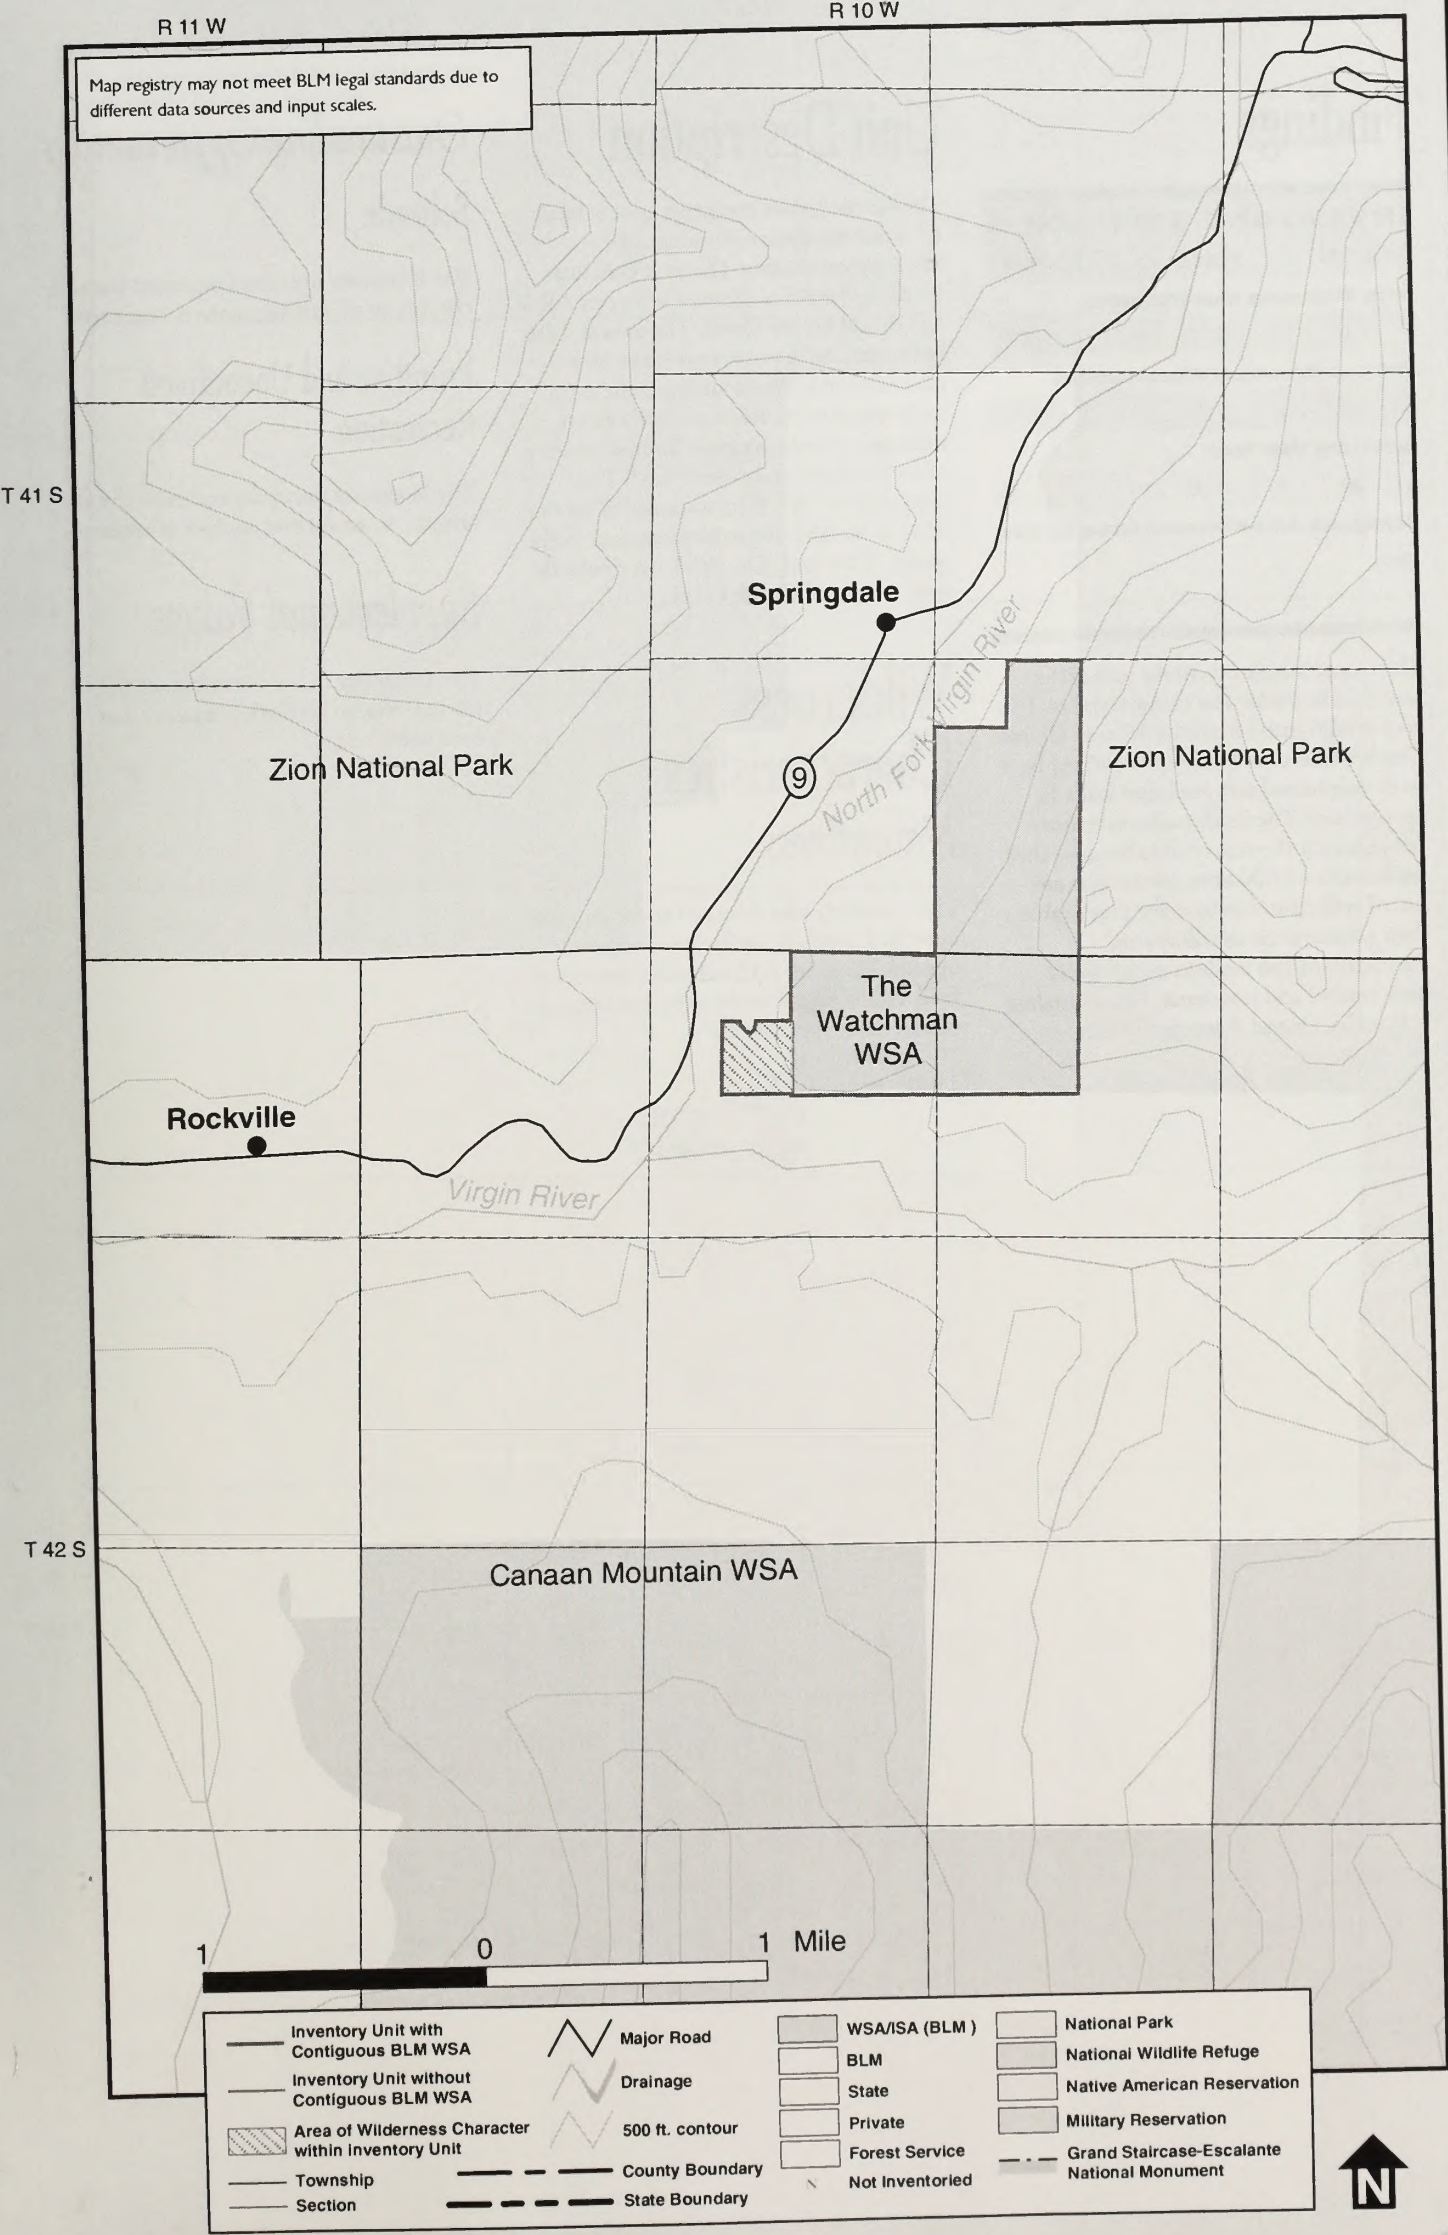 R 11 W
R 10 W
Map registry may not meet BLM legal standards due to
different data sources and input scales.
T 41 S
Springdale
North Fork Virgin River
Zion National Park
9
Zion National Park
The
Watchman
WSA
Rockville
Virgin River
T 42 S
Canaan Mountain WSA
1
0
1 Mile
Inventory Unit with
Contiguous BLM WSA
Inventory Unit without
Contiguous BLM WSA
Area of Wilderness Character
within Inventory Unit
Township
Section
Major Road
Drainage
500 ft. contour
County Boundary
State Boundary
WSA/ISA (BLM )
BLM
State
Private
Forest Service
Not Inventoried
National Park
National Wildlife Refuge
Native American Reservation
Military Reservation
Grand Staircase-Escalante
National Monument
N